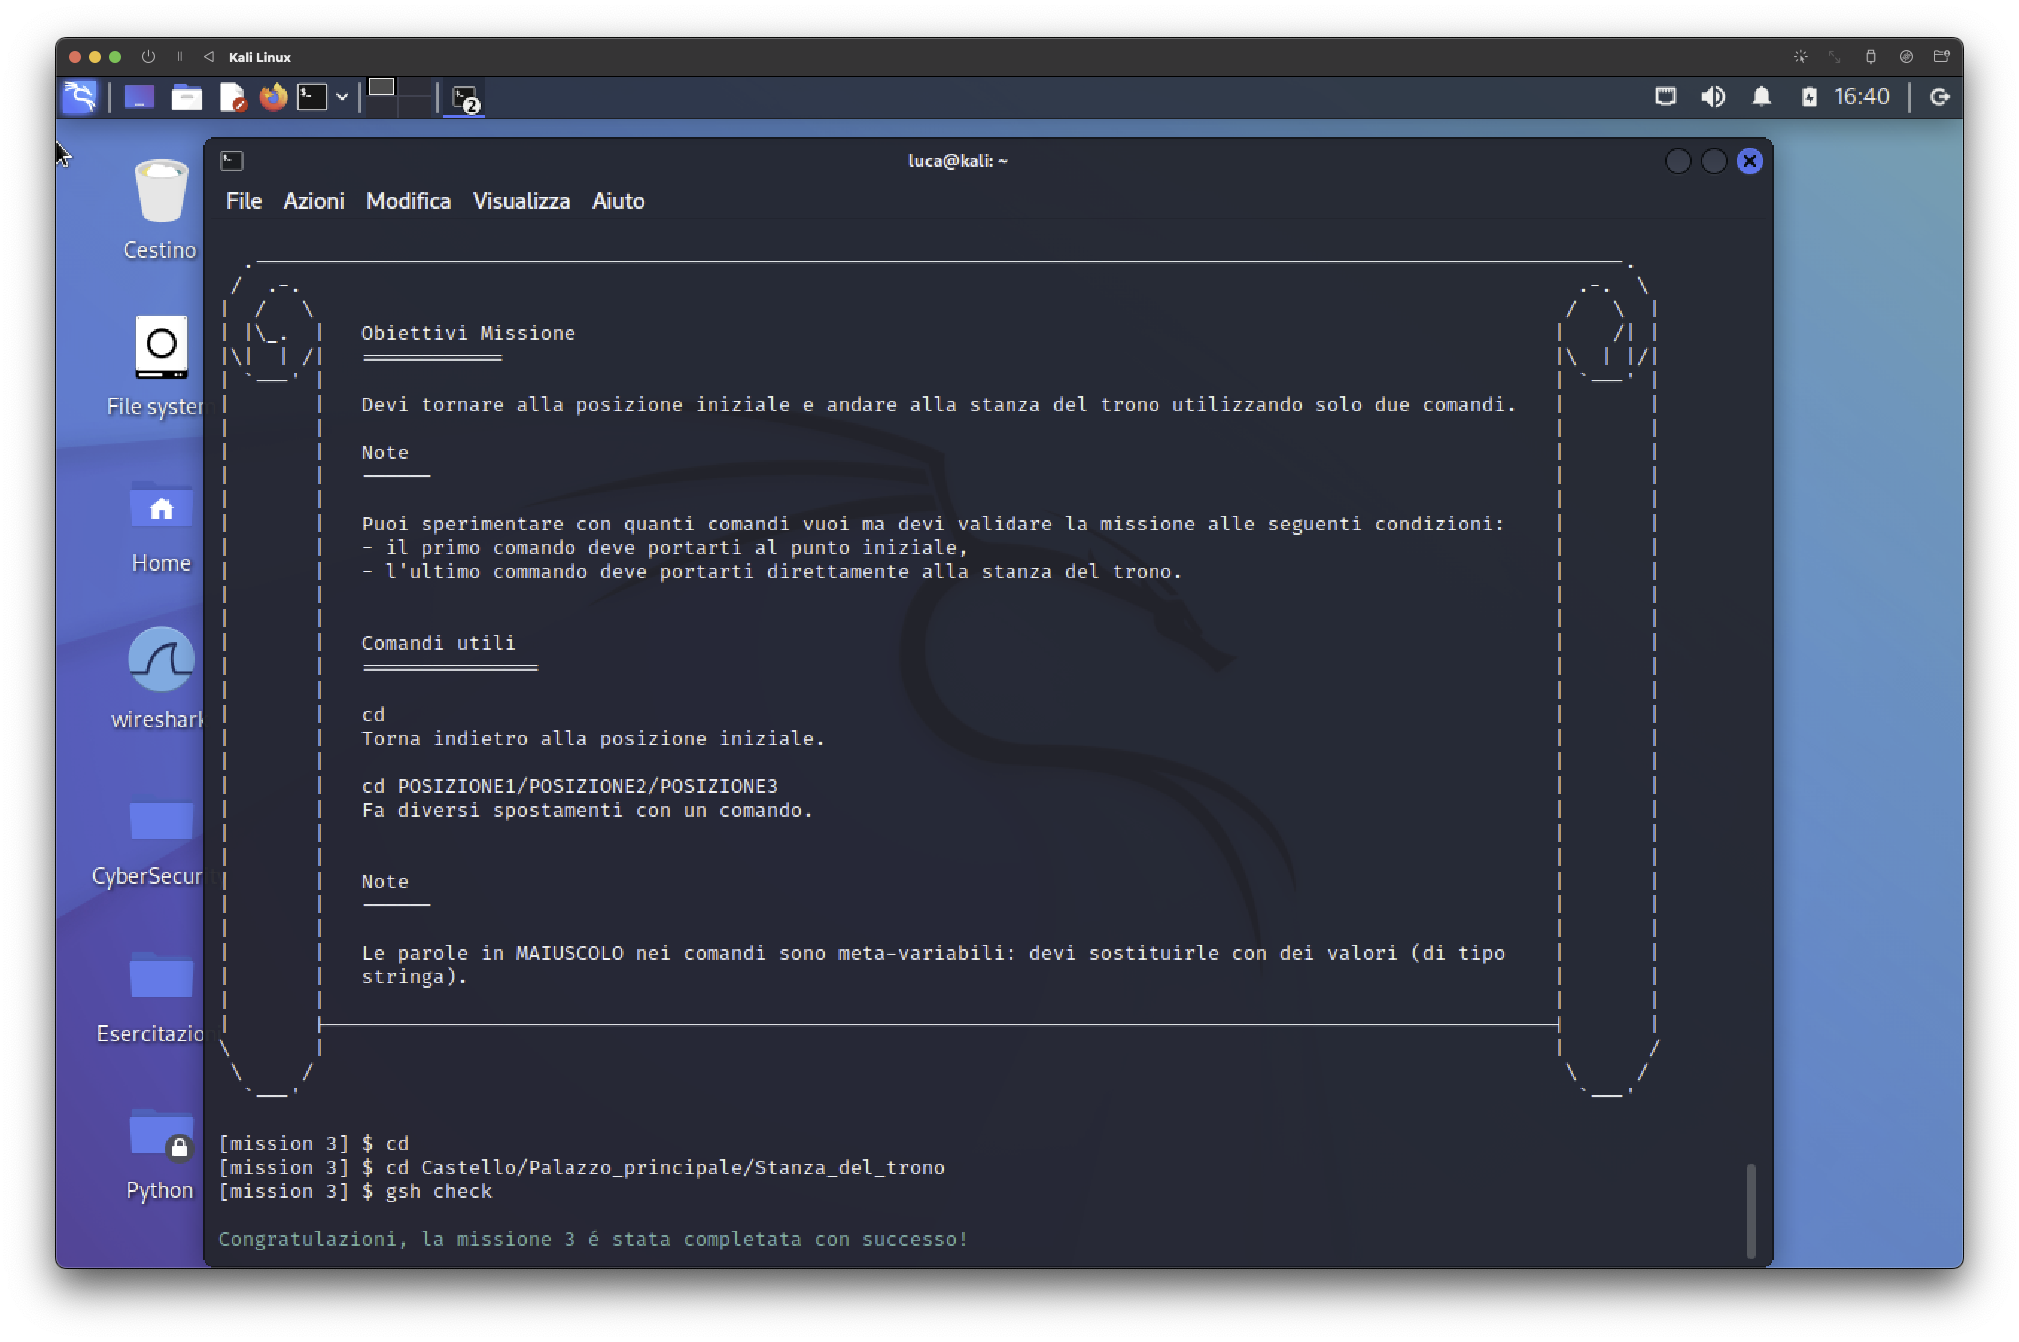 Kali Linux
2
16:40
luca@kali: ~
File Azioni Modifica Visualizza Aiuto
Cestino
File system
Home
wireshark
CyberSecurit
Esercitazio
Python
Obiettivi Missione
Devi tornare alla posizione iniziale e andare alla stanza del trono utilizzando solo due comandi.
Note
Puoi sperimentare con quanti comandi vuoi ma devi validare la missione alle seguenti condizioni:
- il primo comando deve portarti al punto iniziale,
- l'ultimo commando deve portarti direttamente alla stanza del trono.
Comandi utili
cd
Torna indietro alla posizione iniziale.
cd POSIZIONE1/POSIZIONE2/POSIZIONE3
Fa diversi spostamenti con un comando.
Note
Le parole in MAIUSCOLO nei comandi sono meta-variabili: devi sostituirle con dei valori (di tipo
stringa).
[mission 3] $ cd
[mission 3] $ cd Castello/Palazzo_principale/Stanza_del_trono
[mission 3] $ gsh check
Congratulazioni, la missione 3 é stata completata con successo!